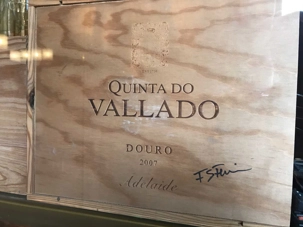 QUINTA DO
VALLADO
DOURO
2007
Adelaide